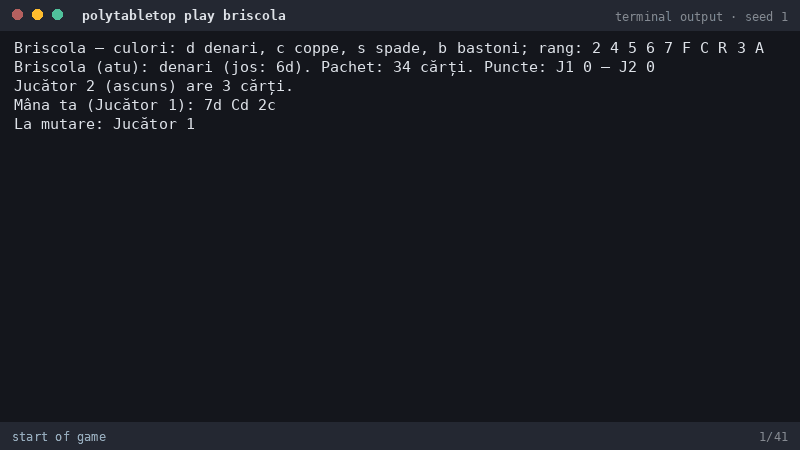 polytabletop play briscola
terminal output · seed 1
Briscola — culori: d denari, c coppe, s spade, b bastoni; rang: 2 4 5 6 7 F C R 3 A
Briscola (atu): denari (jos: 6d). Pachet: 34 cărți. Puncte: J1 0 — J2 0
Jucător 2 (ascuns) are 3 cărți.
Mâna ta (Jucător 1): 7d Cd 2c
La mutare: Jucător 1
start of game
1/41